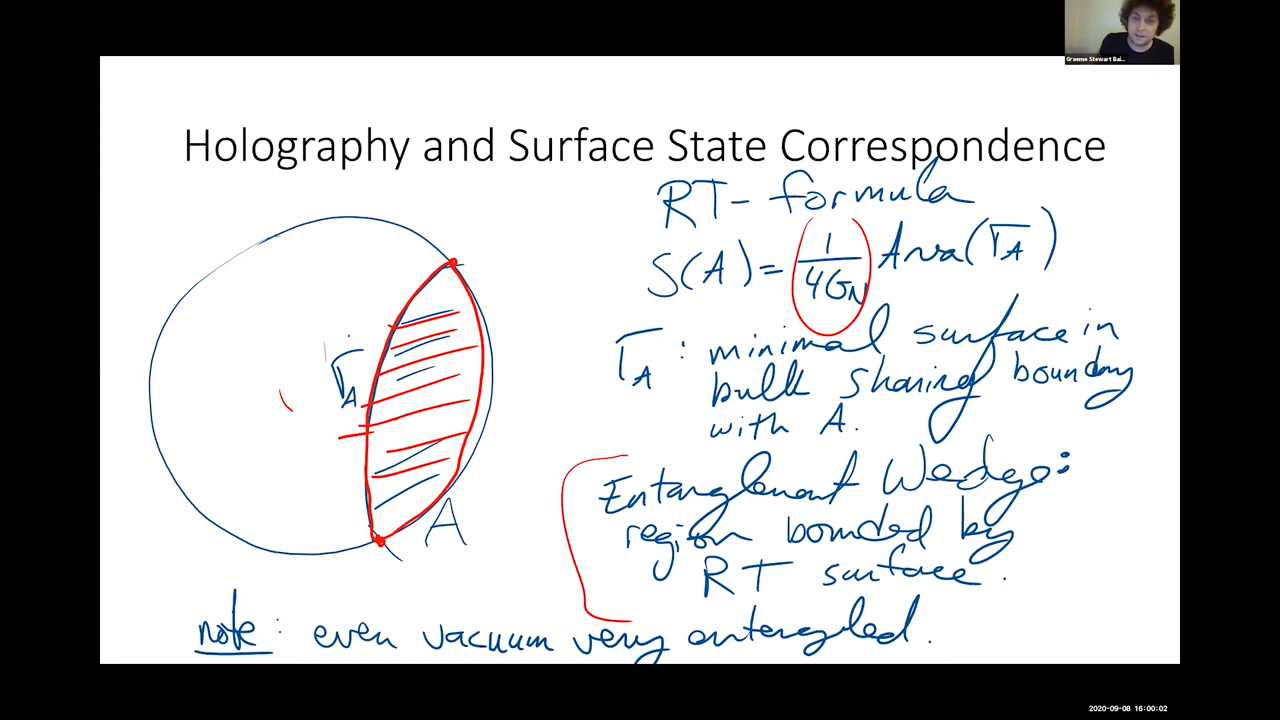 Graeme Stewart Bai...
Holography and Surface State Correspondence
RT- formula
S(A) = 1/4G_N Area(Γ_A)
Γ_A : minimal surface in
bulk sharing boundary
with A.
Γ_A
A
Entanglement Wedge:
region bounded by
RT surface.
note: even vacuum very entangled.
2020-09-08 16:00:02